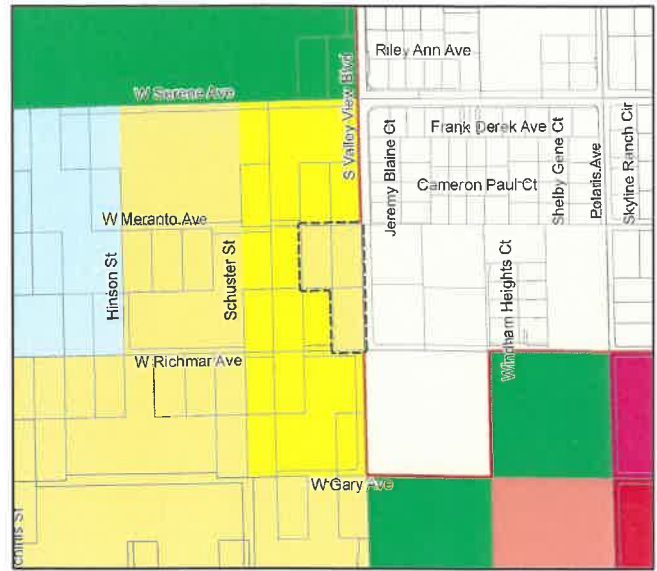 Riley Ann Ave
W Serene Ave
S Valley View Blvd
Frank Derek Ave
Jeremy Blaine Ct
Cameron Paul Ct
Shelby Gene Ct
Polaris Ave
Skyline Ranch Cir
W Meranto Ave
Hinson St
Schuster St
Windham Heights Ct
W Richmar Ave
W Gary Ave